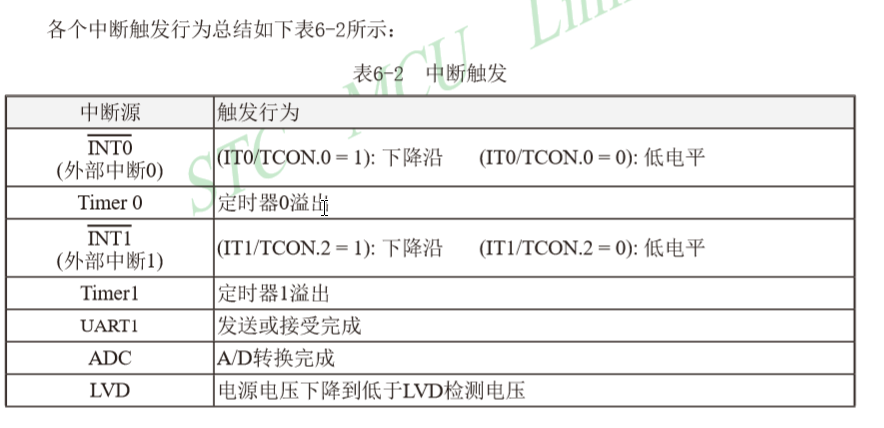 各个中断触发行为总结如下表6-2所示：
表6-2 中断触发
中断源 触发行为
INT0
(外部中断0) (IT0/TCON.0 = 1): 下降沿 (IT0/TCON.0 = 0): 低电平
Timer 0 定时器0溢出
INT1
(外部中断1) (IT1/TCON.2 = 1): 下降沿 (IT1/TCON.2 = 0): 低电平
Timer1 定时器1溢出
UART1 发送或接受完成
ADC A/D转换完成
LVD 电源电压下降到低于LVD检测电压
STC MCU